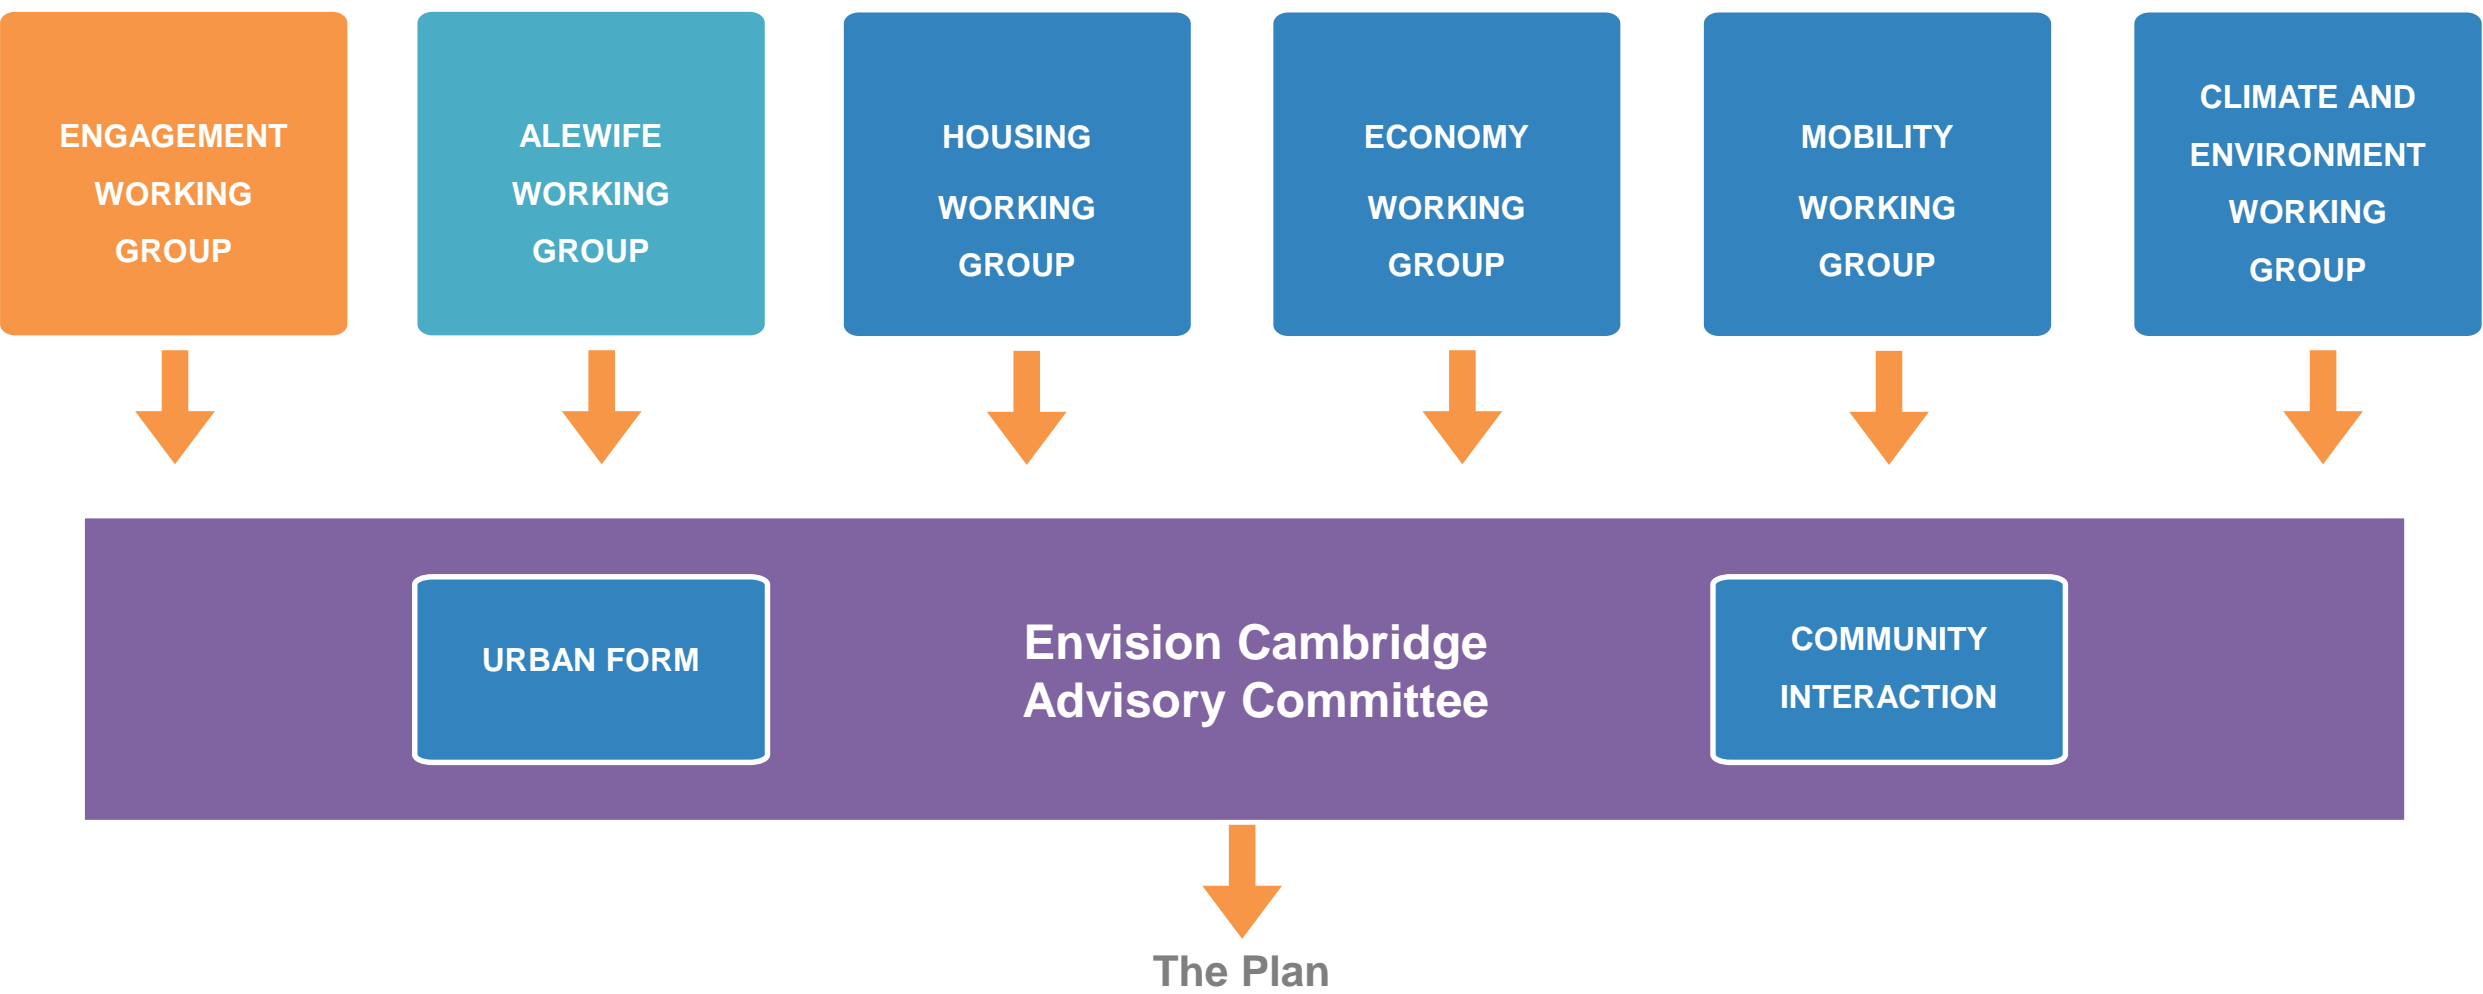 ENGAGEMENT
WORKING
GROUP
ALEWIFE
WORKING
GROUP
HOUSING
WORKING
GROUP
ECONOMY
WORKING
GROUP
MOBILITY
WORKING
GROUP
CLIMATE AND
ENVIRONMENT
WORKING
GROUP
URBAN FORM
Envision Cambridge
Advisory Committee
COMMUNITY
INTERACTION
The Plan